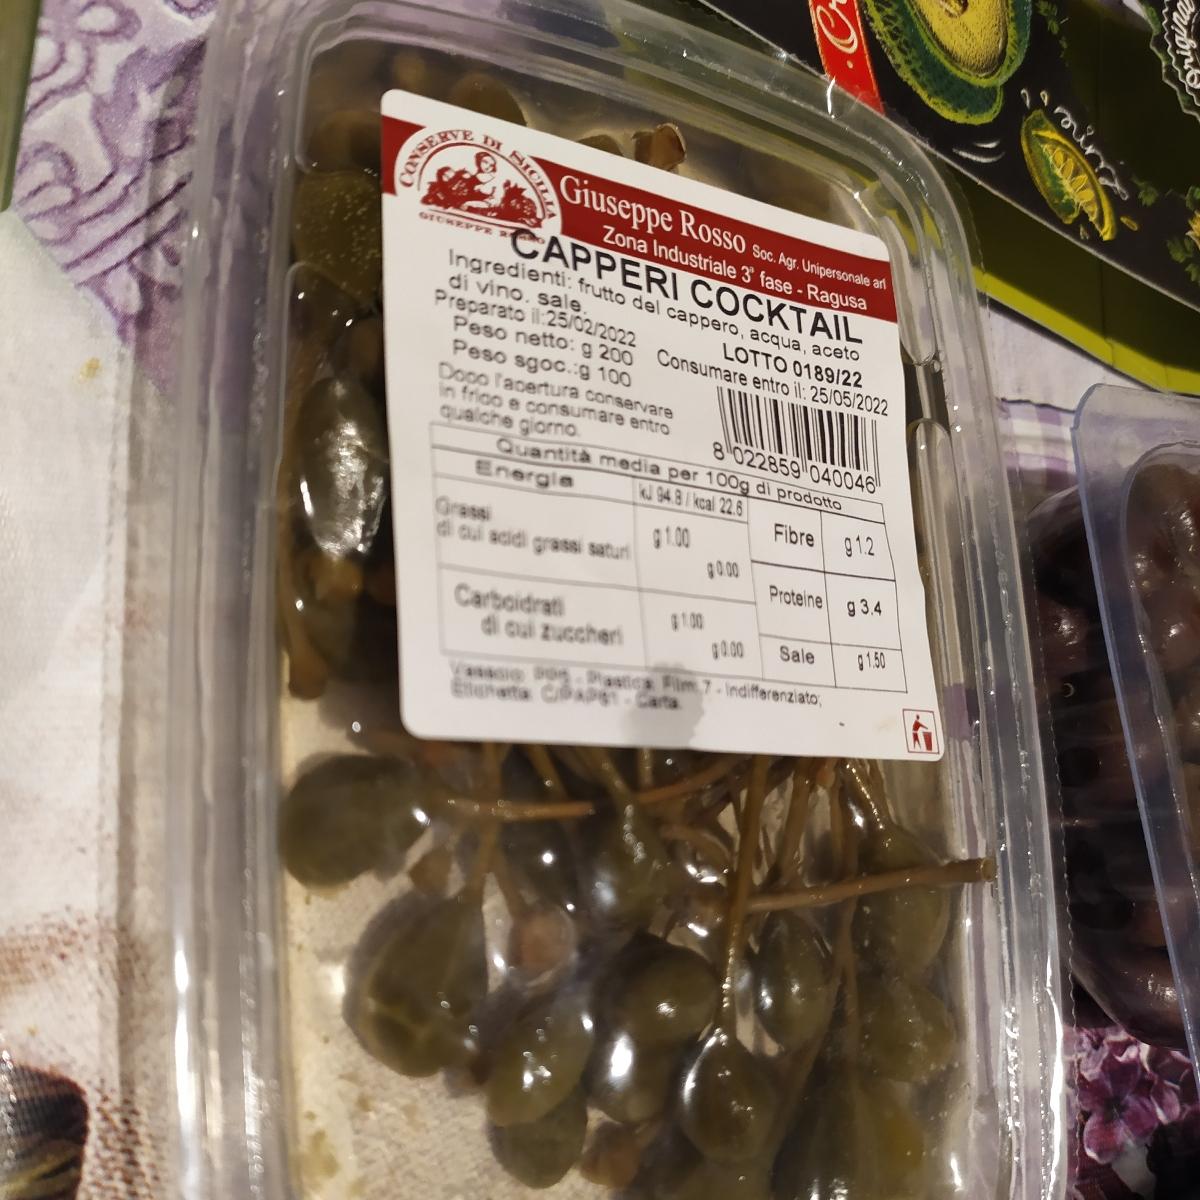 CONSERVE DI SICILIA
GIUSEPPE ROSSO
Giuseppe Rosso Soc. Agr. Unipersonale arl
Zona Industriale 3ª fase - Ragusa
CAPPERI COCKTAIL
Ingredienti: frutto del cappero, acqua, aceto
di vino. sale.
Preparato il:25/02/2022
LOTTO 0189/22
Peso netto: g 200
Consumare entro il: 25/05/2022
Peso sgoc.:g 100
Dopo l'apertura conservare
in frigo e consumare entro
qualche giorno.
8 022859 040046
Quantità media per 100g di prodotto
Energia kJ 94.8 / kcal 22.6
Grassi g 1.00
di cui acidi grassi saturi g 0.00
Carboidrati g 1.00
di cui zuccheri g 0.00
Fibre g 1.2
Proteine g 3.4
Sale g 1.50
Plastica Film 7 - Indifferenziato;
Etichetta C/PAP81 - Carta.